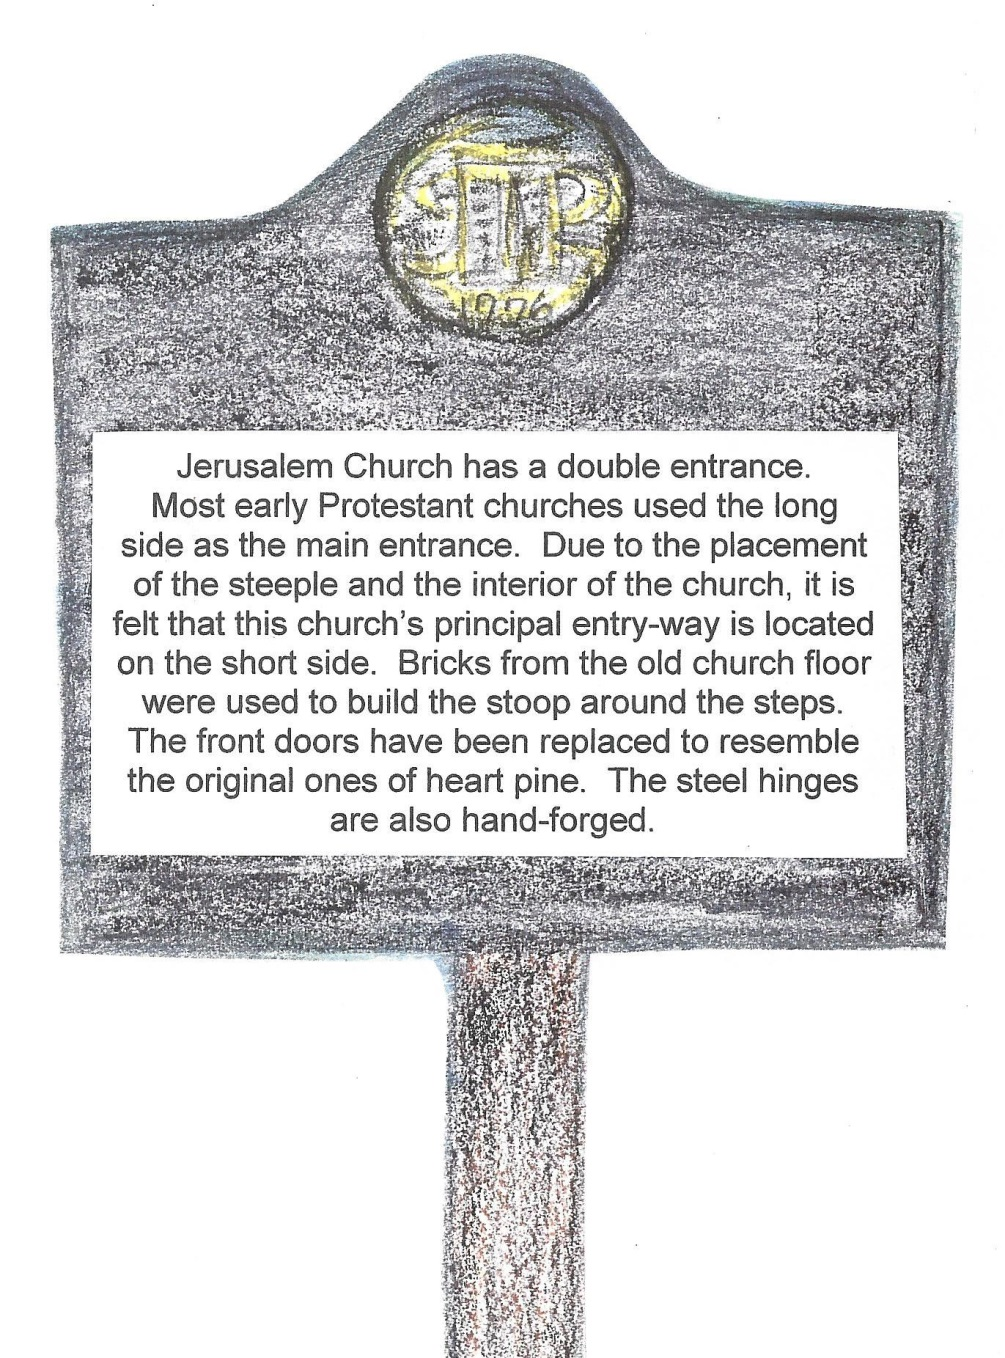 1976
Jerusalem Church has a double entrance.
Most early Protestant churches used the long
side as the main entrance.  Due to the placement
of the steeple and the interior of the church, it is
felt that this church's principal entry-way is located
on the short side.  Bricks from the old church floor
were used to build the stoop around the steps.
The front doors have been replaced to resemble
the original ones of heart pine.  The steel hinges
are also hand-forged.